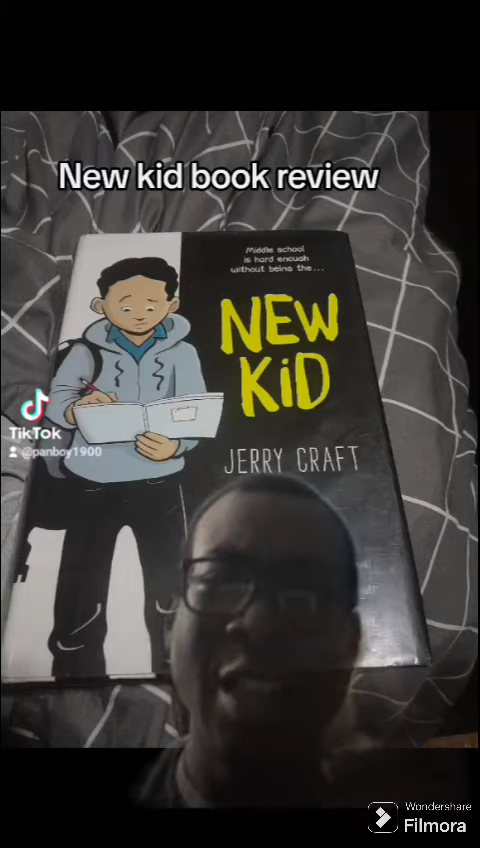 New kid book review
Middle school
is hard enough
without being the...
NEW
KiD
JERRY CRAFT
TikTok
@panboy1900
Wondershare
Filmora